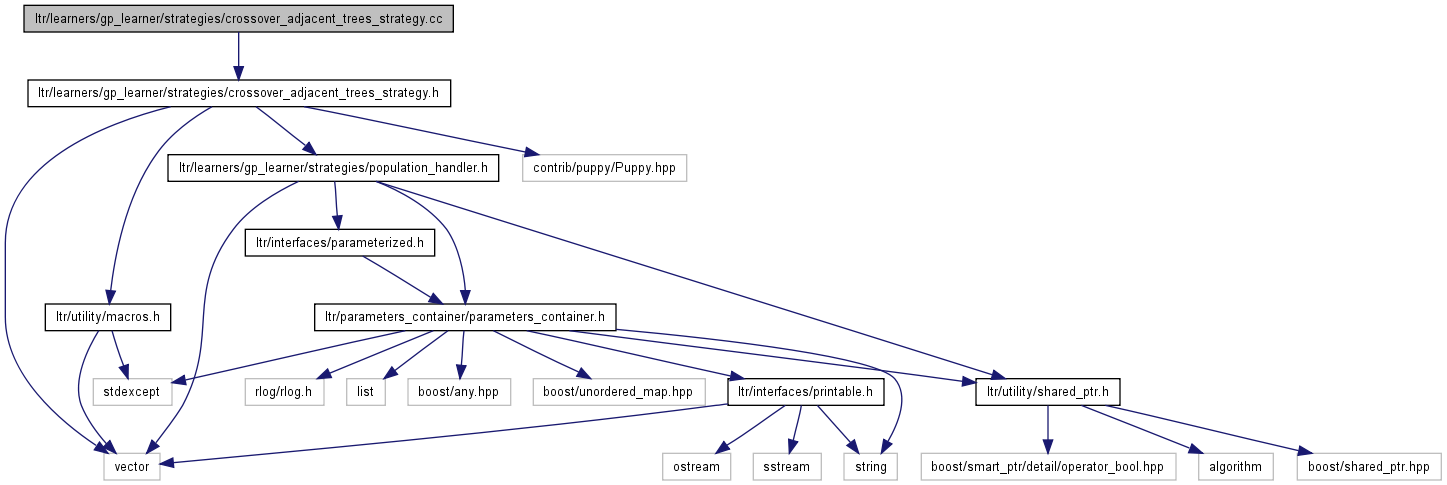 ltr/learners/gp_learner/strategies/crossover_adjacent_trees_strategy.cc
ltr/learners/gp_learner/strategies/crossover_adjacent_trees_strategy.h
ltr/learners/gp_learner/strategies/population_handler.h
contrib/puppy/Puppy.hpp
ltr/interfaces/parameterized.h
ltr/utility/macros.h
ltr/parameters_container/parameters_container.h
stdexcept
rlog/rlog.h
list
boost/any.hpp
boost/unordered_map.hpp
ltr/interfaces/printable.h
ltr/utility/shared_ptr.h
vector
ostream
sstream
string
boost/smart_ptr/detail/operator_bool.hpp
algorithm
boost/shared_ptr.hpp